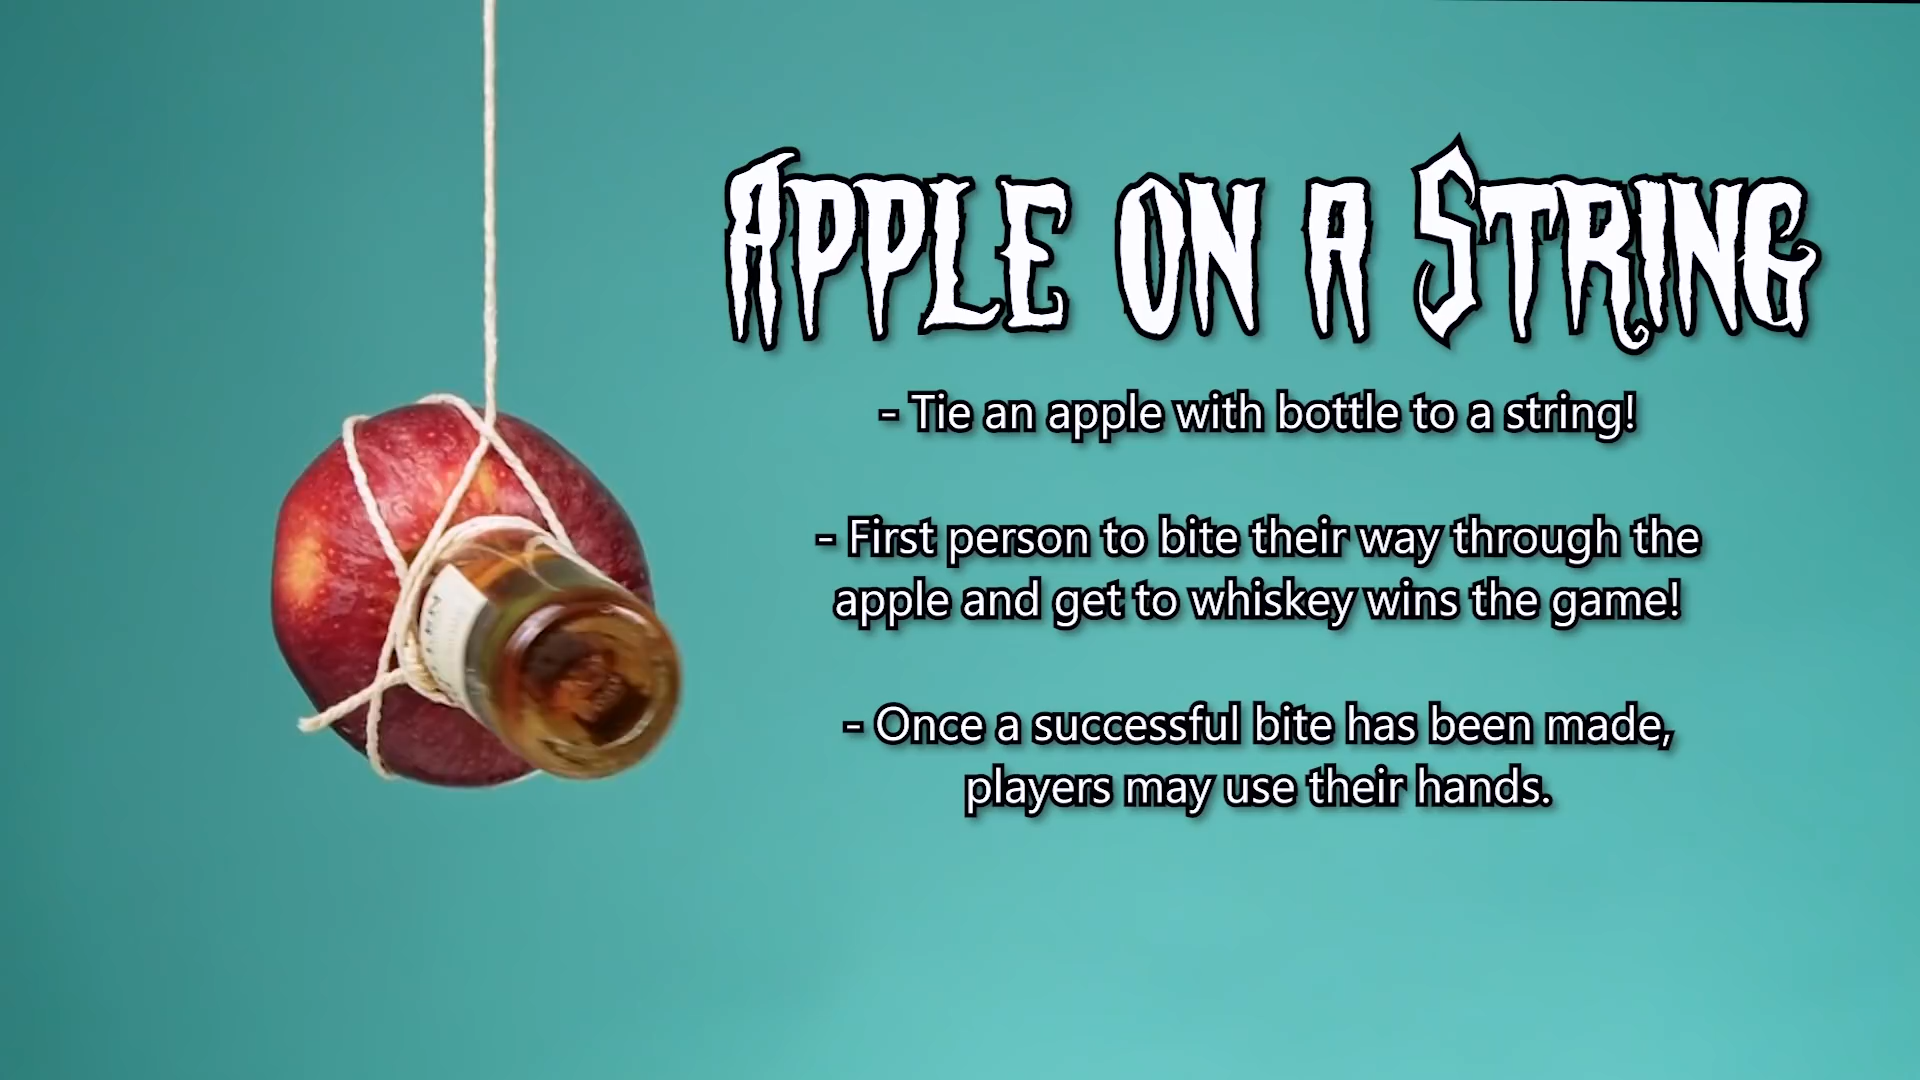 Apple on a String
- Tie an apple with bottle to a string!
- First person to bite their way through the
apple and get to whiskey wins the game!
- Once a successful bite has been made,
players may use their hands.